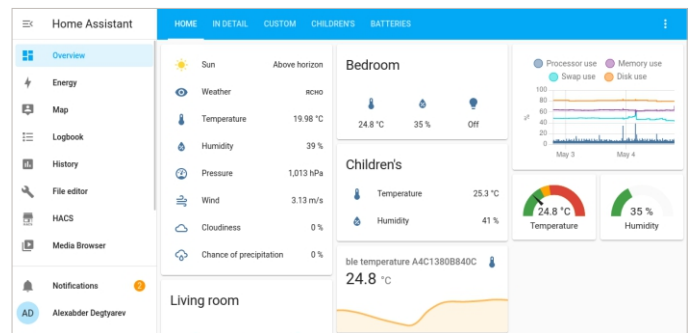 Home Assistant
HOME IN DETAIL CUSTOM CHILDREN'S BATTERIES
Overview
Energy
Map
Logbook
History
File editor
HACS
Media Browser
Notifications 2
AD Alexabder Degtyarev
Sun Above horizon
Weather ясно
Temperature 19.98 °C
Humidity 39 %
Pressure 1,013 hPa
Wind 3.13 m/s
Cloudiness 0 %
Chance of precipitation 0 %
Living room
Bedroom
24.8 °C 35 % Off
Children's
Temperature 25.3 °C
Humidity 41 %
ble temperature A4C1380B840C
24.8 °C
Processor use Memory use
Swap use Disk use
100
80
60
40
20
0
%
May 3 May 4
24.8 °C
Temperature
35 %
Humidity